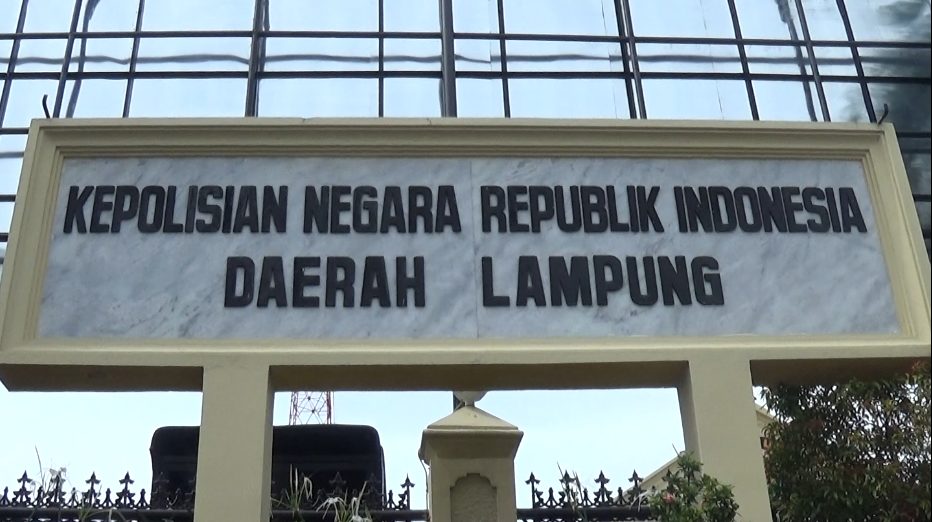 KEPOLISIAN NEGARA REPUBLIK INDONESIA
DAERAH LAMPUNG